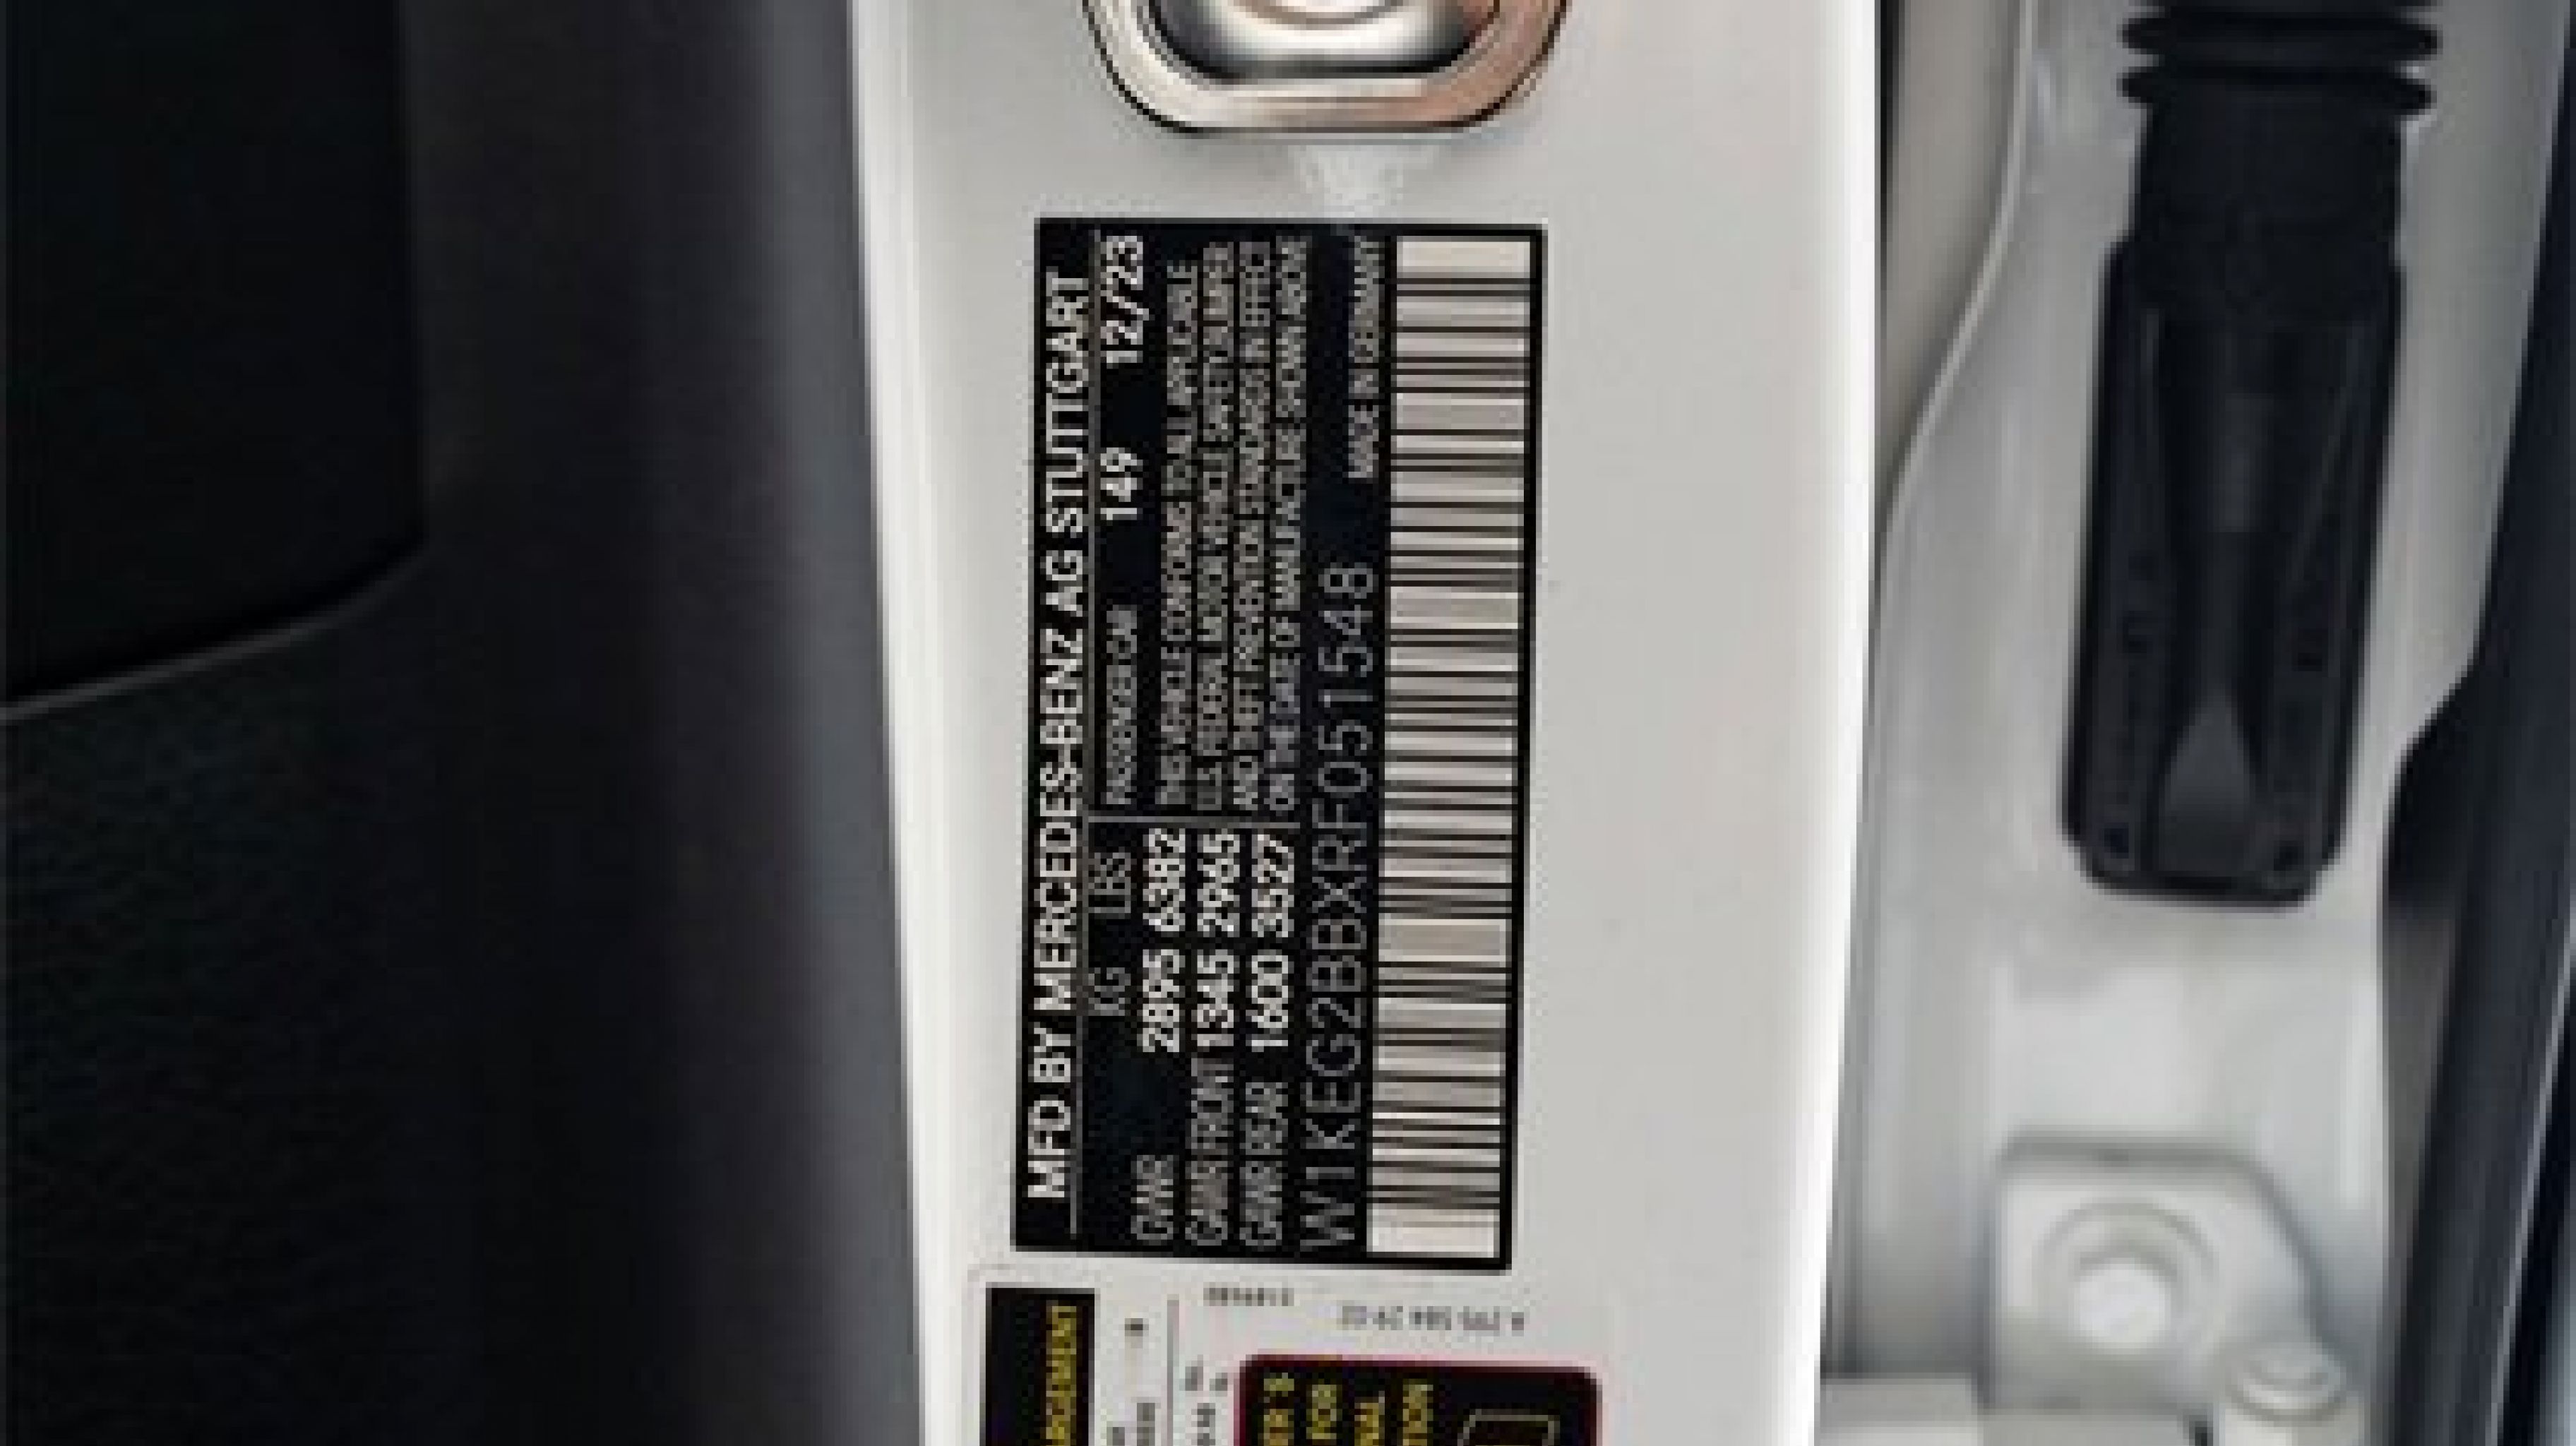 MFD BY MERCEDES-BENZ AG STUTTGART
KG LBS
GVWR 2895 6382
GAWR FRONT 1345 2965
GAWR REAR 1600 3527
PASSENGER CAR 149 12/23
THIS VEHICLE CONFORMS TO ALL APPLICABLE
U.S. FEDERAL MOTOR VEHICLE SAFETY, BUMPER,
AND THEFT PREVENTION STANDARDS IN EFFECT
ON THE DATE OF MANUFACTURE SHOWN ABOVE
W1KEG2BBXRF051548
MADE IN GERMANY
FOR